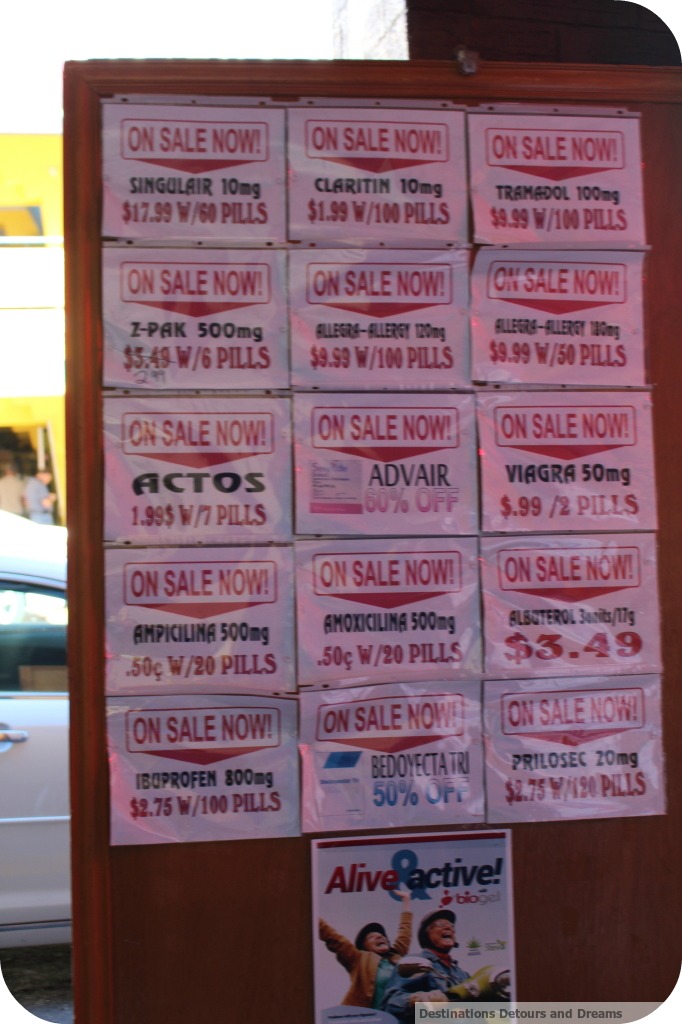 ON SALE NOW!
SINGULAIR 10mg
$17.99 W/60 PILLS
ON SALE NOW!
CLARITIN 10mg
$1.99 W/100 PILLS
ON SALE NOW!
TRAMADOL 100mg
$9.99 W/100 PILLS
ON SALE NOW!
Z-PAK 500mg
$5.49 W/6 PILLS
2.99
ON SALE NOW!
ALLEGRA-ALLERGY 120mg
$9.99 W/100 PILLS
ON SALE NOW!
ALLEGRA-ALLERGY 180mg
$9.99 W/50 PILLS
ON SALE NOW!
ACTOS
1.99$ W/7 PILLS
ON SALE NOW!
ADVAIR
60% OFF
ON SALE NOW!
VIAGRA 50mg
$.99 /2 PILLS
ON SALE NOW!
AMPICILINA 500mg
.50¢ W/20 PILLS
ON SALE NOW!
AMOXICILINA 500mg
.50¢ W/20 PILLS
ON SALE NOW!
ALBUTEROL 3units/17g
$3.49
ON SALE NOW!
IBUPROFEN 800mg
$2.75 W/100 PILLS
ON SALE NOW!
BEDOYECTA TRI
50% OFF
ON SALE NOW!
PRILOSEC 20mg
$2.75 W/120 PILLS
Alive & active!
biogel
Destinations Detours and Dreams